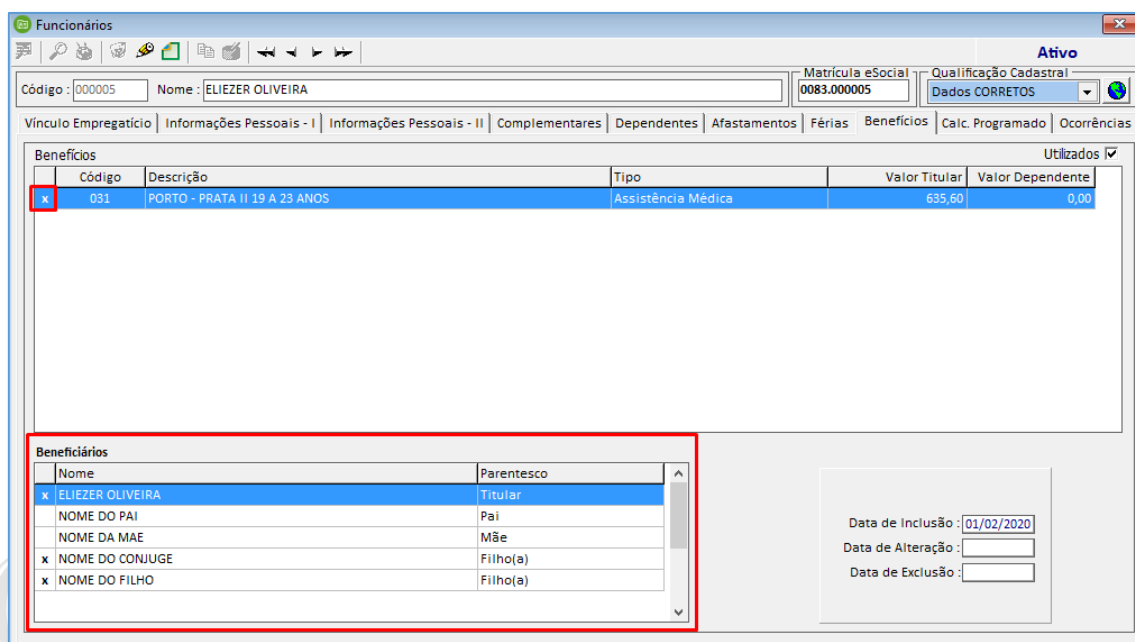 Funcionários
Ativo
Código : 000005 Nome : ELIEZER OLIVEIRA Matrícula eSocial 0083.000005 Qualificação Cadastral Dados CORRETOS
Vínculo Empregatício Informações Pessoais - I Informações Pessoais - II Complementares Dependentes Afastamentos Férias Benefícios Calc. Programado Ocorrências
Benefícios Utilizados
Código Descrição Tipo Valor Titular Valor Dependente
x 031 PORTO - PRATA II 19 A 23 ANOS Assistência Médica 635,60 0,00
Beneficiários
Nome Parentesco
x ELIEZER OLIVEIRA Titular
NOME DO PAI Pai
NOME DA MAE Mãe
x NOME DO CONJUGE Filho(a)
x NOME DO FILHO Filho(a)
Data de Inclusão : 01/02/2020
Data de Alteração :
Data de Exclusão :